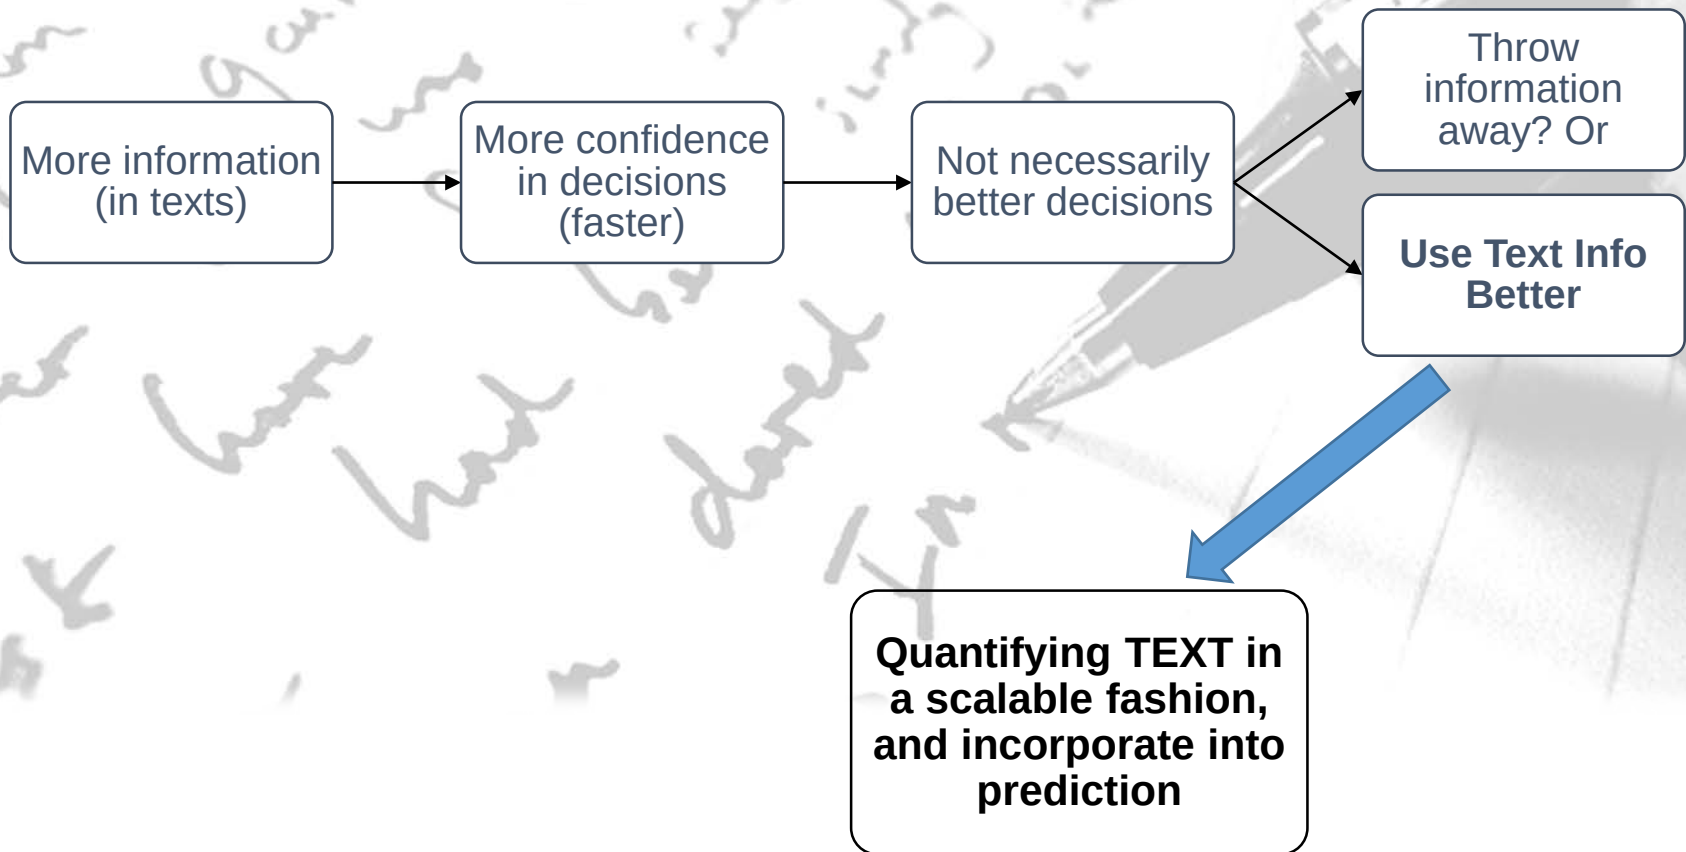 More information
(in texts)
More confidence
in decisions
(faster)
Not necessarily
better decisions
Throw
information
away? Or
Use Text Info
Better
Quantifying TEXT in
a scalable fashion,
and incorporate into
prediction